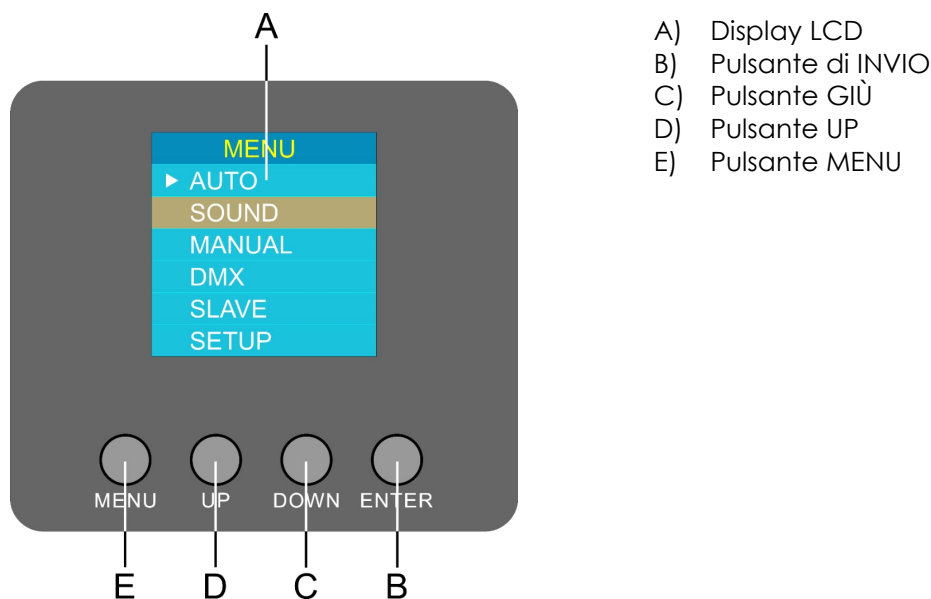 A
MENU
▶ AUTO
SOUND
MANUAL
DMX
SLAVE
SETUP
MENU UP DOWN ENTER
E D C B
A) Display LCD
B) Pulsante di INVIO
C) Pulsante GIÙ
D) Pulsante UP
E) Pulsante MENU